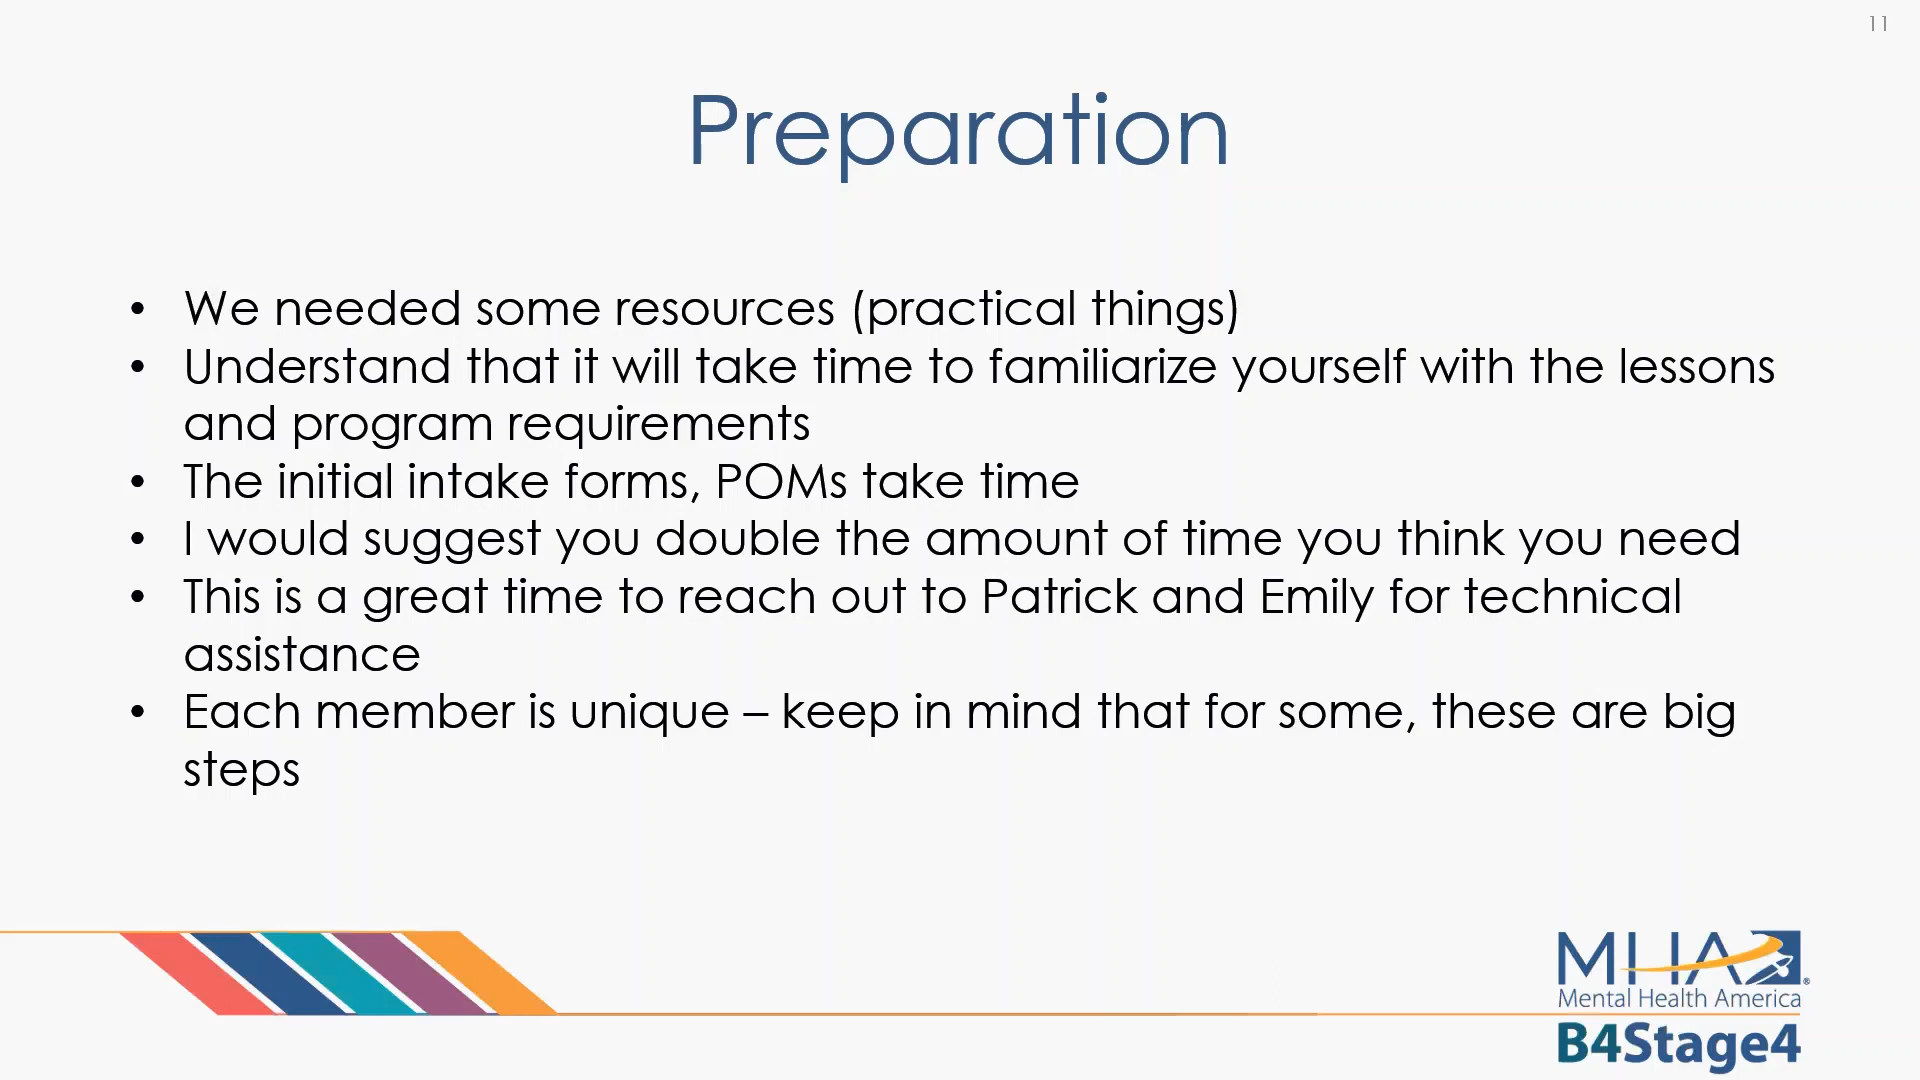 11
Preparation
• We needed some resources (practical things)
• Understand that it will take time to familiarize yourself with the lessons
and program requirements
• The initial intake forms, POMs take time
• I would suggest you double the amount of time you think you need
• This is a great time to reach out to Patrick and Emily for technical
assistance
• Each member is unique – keep in mind that for some, these are big
steps
MHA®
Mental Health America
B4Stage4